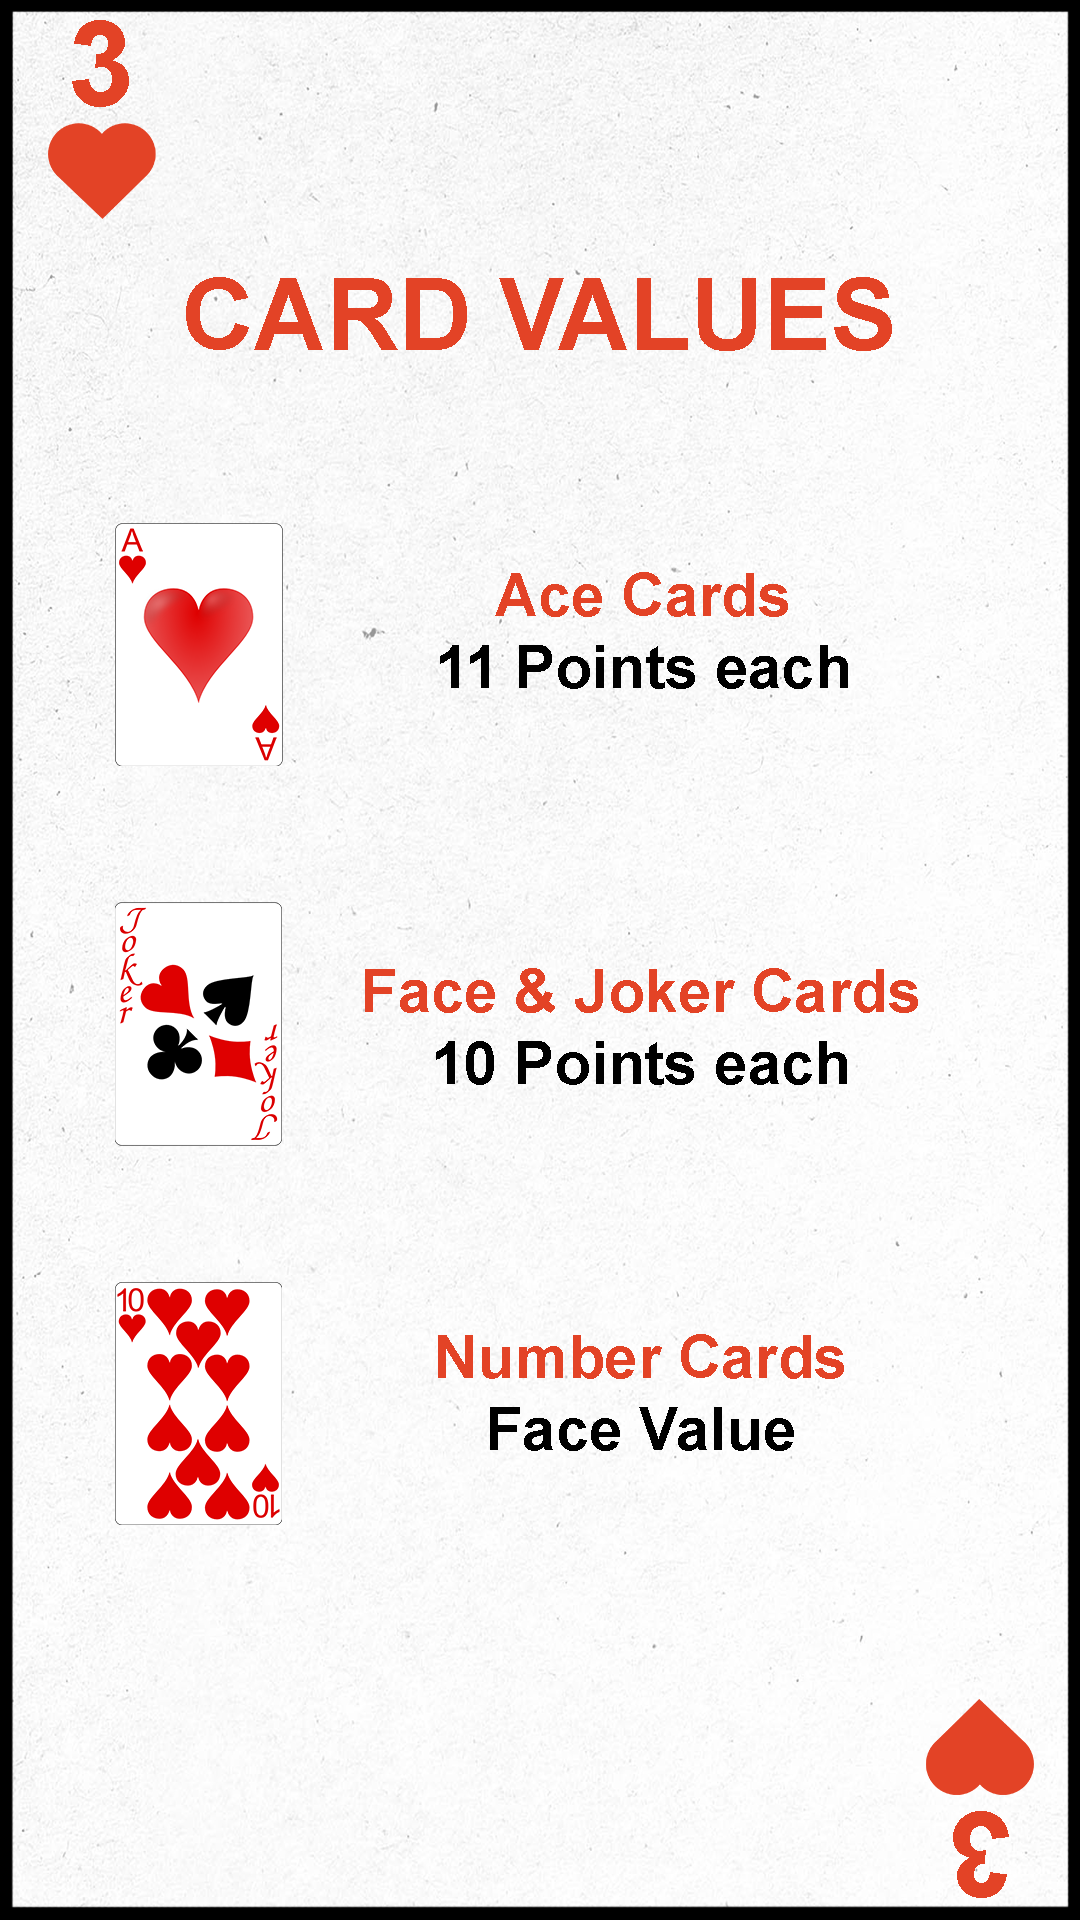 3
CARD VALUES
A
Ace Cards
11 Points each
A
Joker
Face & Joker Cards
10 Points each
Joker
10
Number Cards
Face Value
10
3